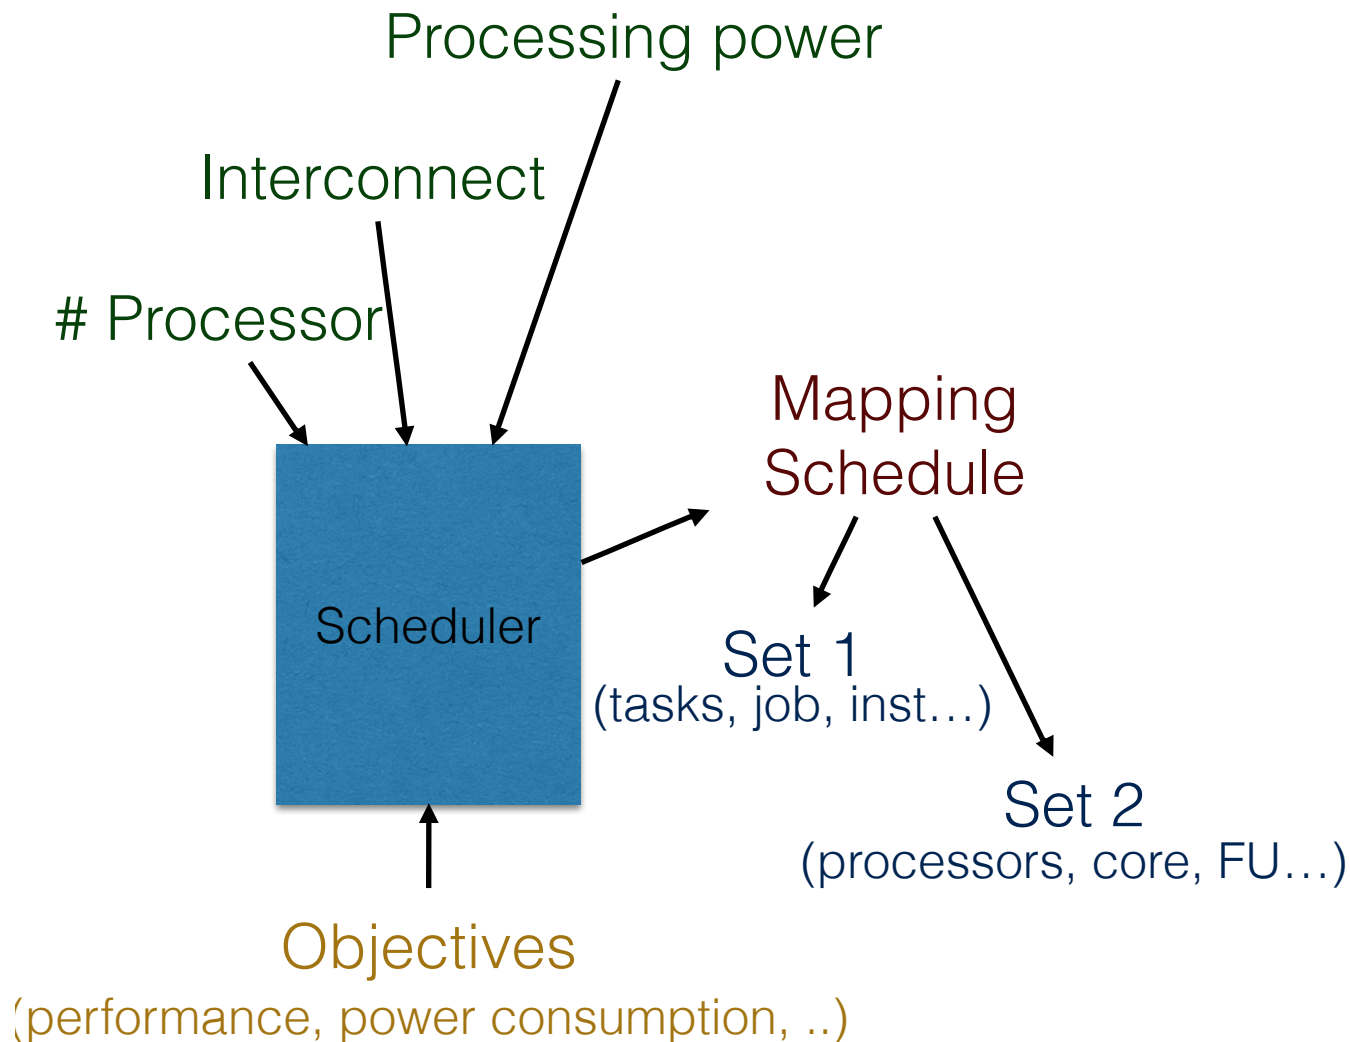 Processing power
Interconnect
# Processor
Mapping
Schedule
Scheduler
Set 1
(tasks, job, inst…)
Set 2
(processors, core, FU…)
Objectives
(performance, power consumption, ..)